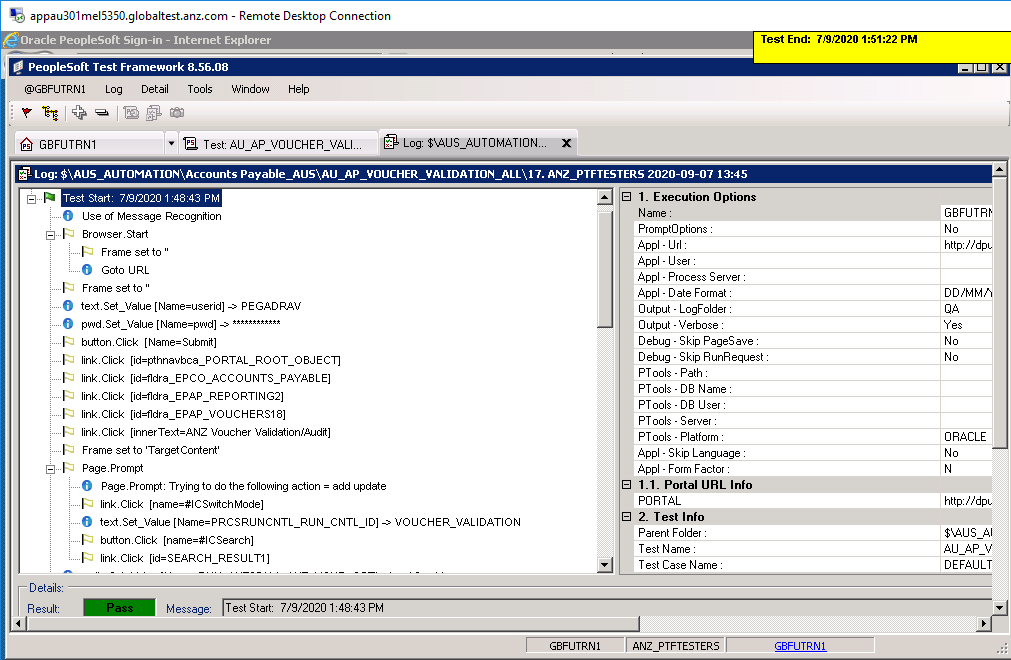 appau301mel5350.globaltest.anz.com - Remote Desktop Connection
Oracle PeopleSoft Sign-in - Internet Explorer
Test End: 7/9/2020 1:51:22 PM
PeopleSoft Test Framework 8.56.08
@GBFUTRN1 Log Detail Tools Window Help
GBFUTRN1 Test: AU_AP_VOUCHER_VALI... Log: $\AUS_AUTOMATION...
Log: $\AUS_AUTOMATION\Accounts Payable_AUS\AU_AP_VOUCHER_VALIDATION_ALL\17. ANZ_PTFTESTERS 2020-09-07 13:45
Test Start: 7/9/2020 1:48:43 PM
Use of Message Recognition
Browser.Start
Frame set to ''
Goto URL
Frame set to ''
text.Set_Value [Name=userid] -> PEGADRAV
pwd.Set_Value [Name=pwd] -> ***********
button.Click [Name=Submit]
link.Click [id=pthnavbca_PORTAL_ROOT_OBJECT]
link.Click [id=fldra_EPCO_ACCOUNTS_PAYABLE]
link.Click [id=fldra_EPAP_REPORTING2]
link.Click [id=fldra_EPAP_VOUCHERS18]
link.Click [innerText=ANZ Voucher Validation/Audit]
Frame set to 'TargetContent'
Page.Prompt
Page.Prompt: Trying to do the following action = add update
link.Click [name=#ICSwitchMode]
text.Set_Value [Name=PRCSRUNCNTL_RUN_CNTL_ID] -> VOUCHER_VALIDATION
button.Click [name=#ICSearch]
link.Click [id=SEARCH_RESULT1]
1. Execution Options
Name : GBFUTRN
PromptOptions : No
Appl - Url : http://dpu
Appl - User :
Appl - Process Server :
Appl - Date Format : DD/MM/Y
Output - LogFolder : QA
Output - Verbose : Yes
Debug - Skip PageSave : No
Debug - Skip RunRequest : No
PTools - Path :
PTools - DB Name :
PTools - DB User :
PTools - Server :
PTools - Platform : ORACLE
Appl - Skip Language : No
Appl - Form Factor : N
1.1. Portal URL Info
PORTAL http://dpu
2. Test Info
Parent Folder : $\AUS_AU
Test Name : AU_AP_V
Test Case Name : DEFAULT
Details:
Result: Pass Message: Test Start: 7/9/2020 1:48:43 PM
GBFUTRN1 ANZ_PTFTESTERS GBFUTRN1